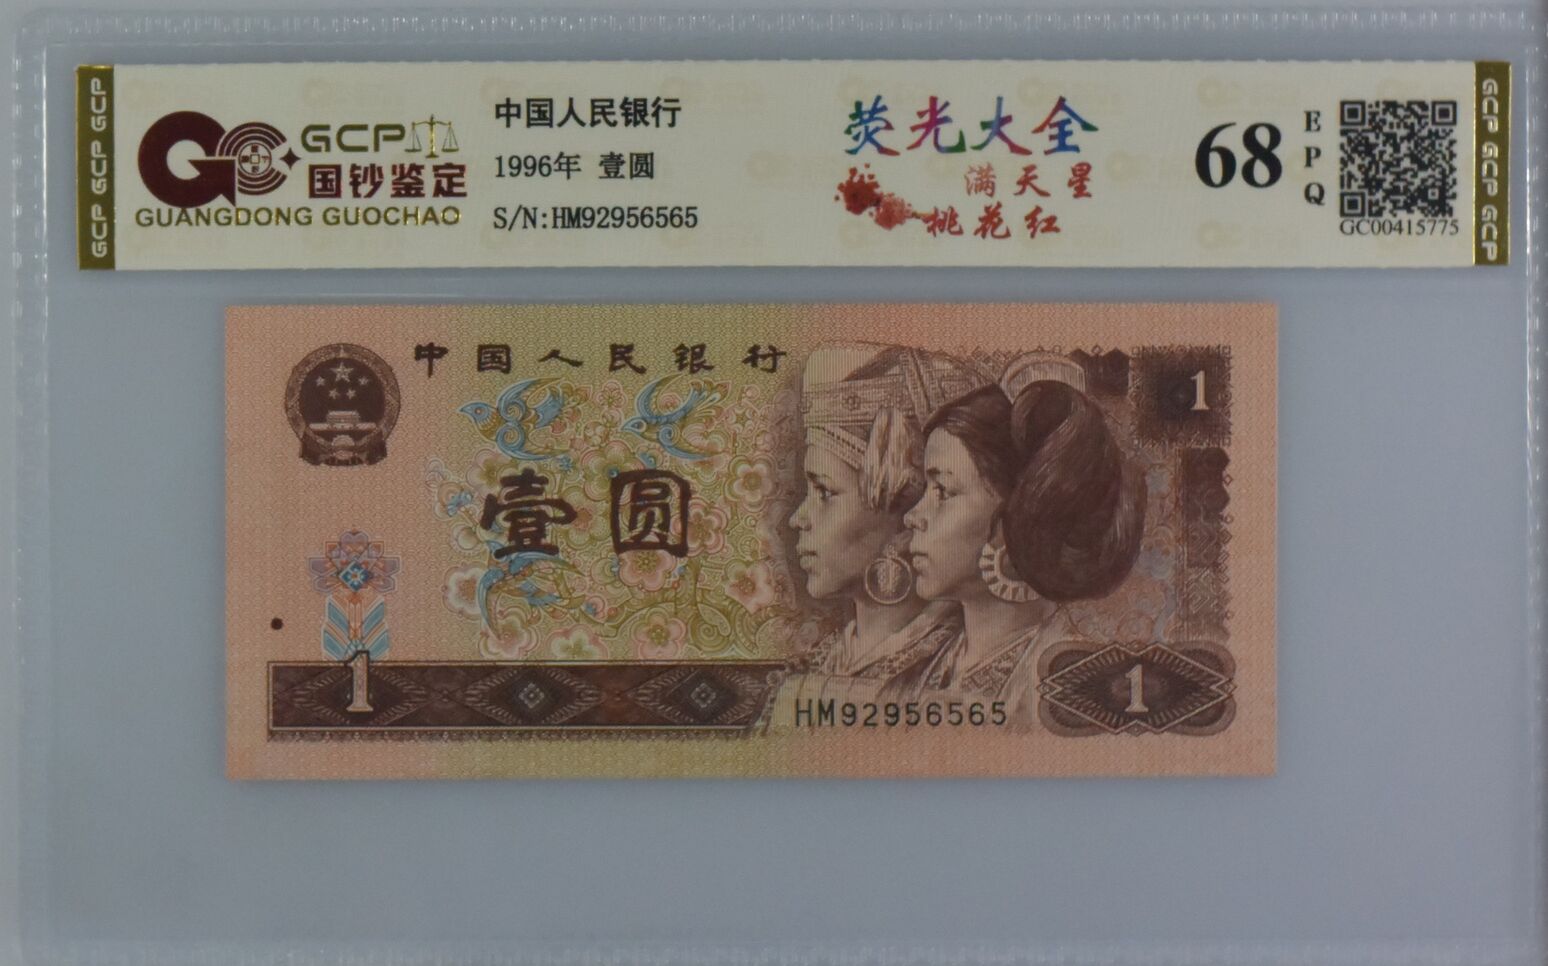 GCP GCP GCP
GCP
国钞鉴定
GUANGDONG GUOCHAO
中国人民银行
1996年 壹圆
S/N:HM92956565
荧光大全
满天星
桃花红
68
E
P
Q
GC00415775
GCP GCP GCP
中国人民银行
1
壹圆
1
HM92956565
1